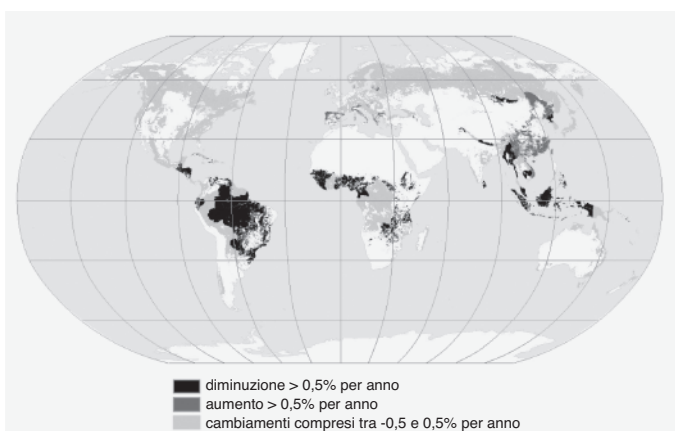 diminuzione > 0,5% per anno
aumento > 0,5% per anno
cambiamenti compresi tra -0,5 e 0,5% per anno